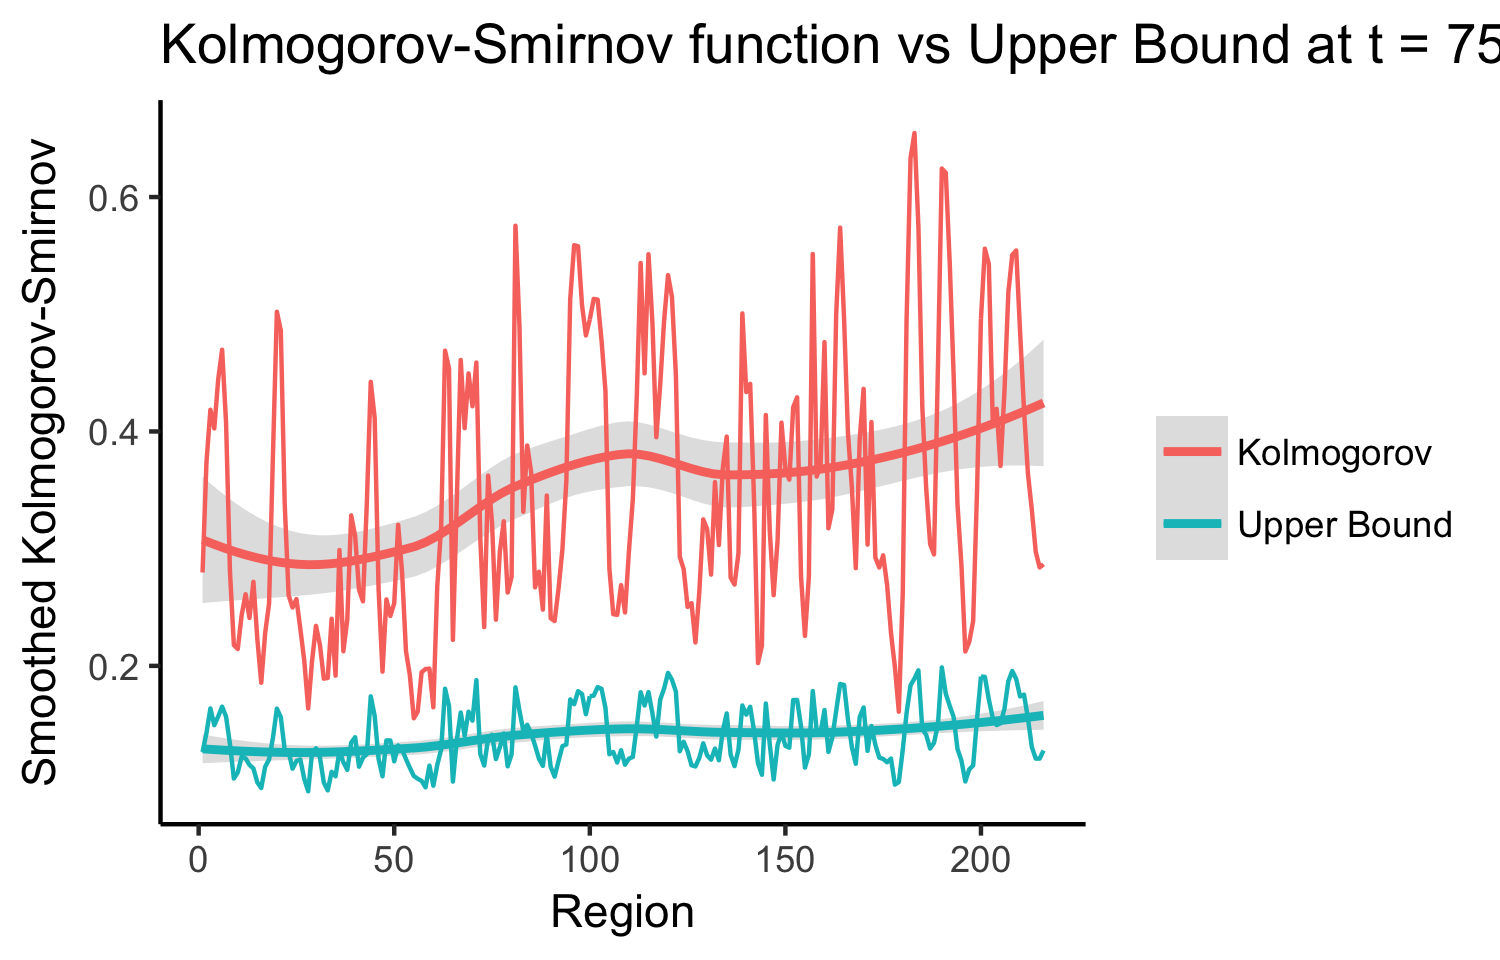 Kolmogorov-Smirnov function vs Upper Bound at t = 75
Smoothed Kolmogorov-Smirnov
0.6
0.4
0.2
0 50 100 150 200
Region
Kolmogorov
Upper Bound